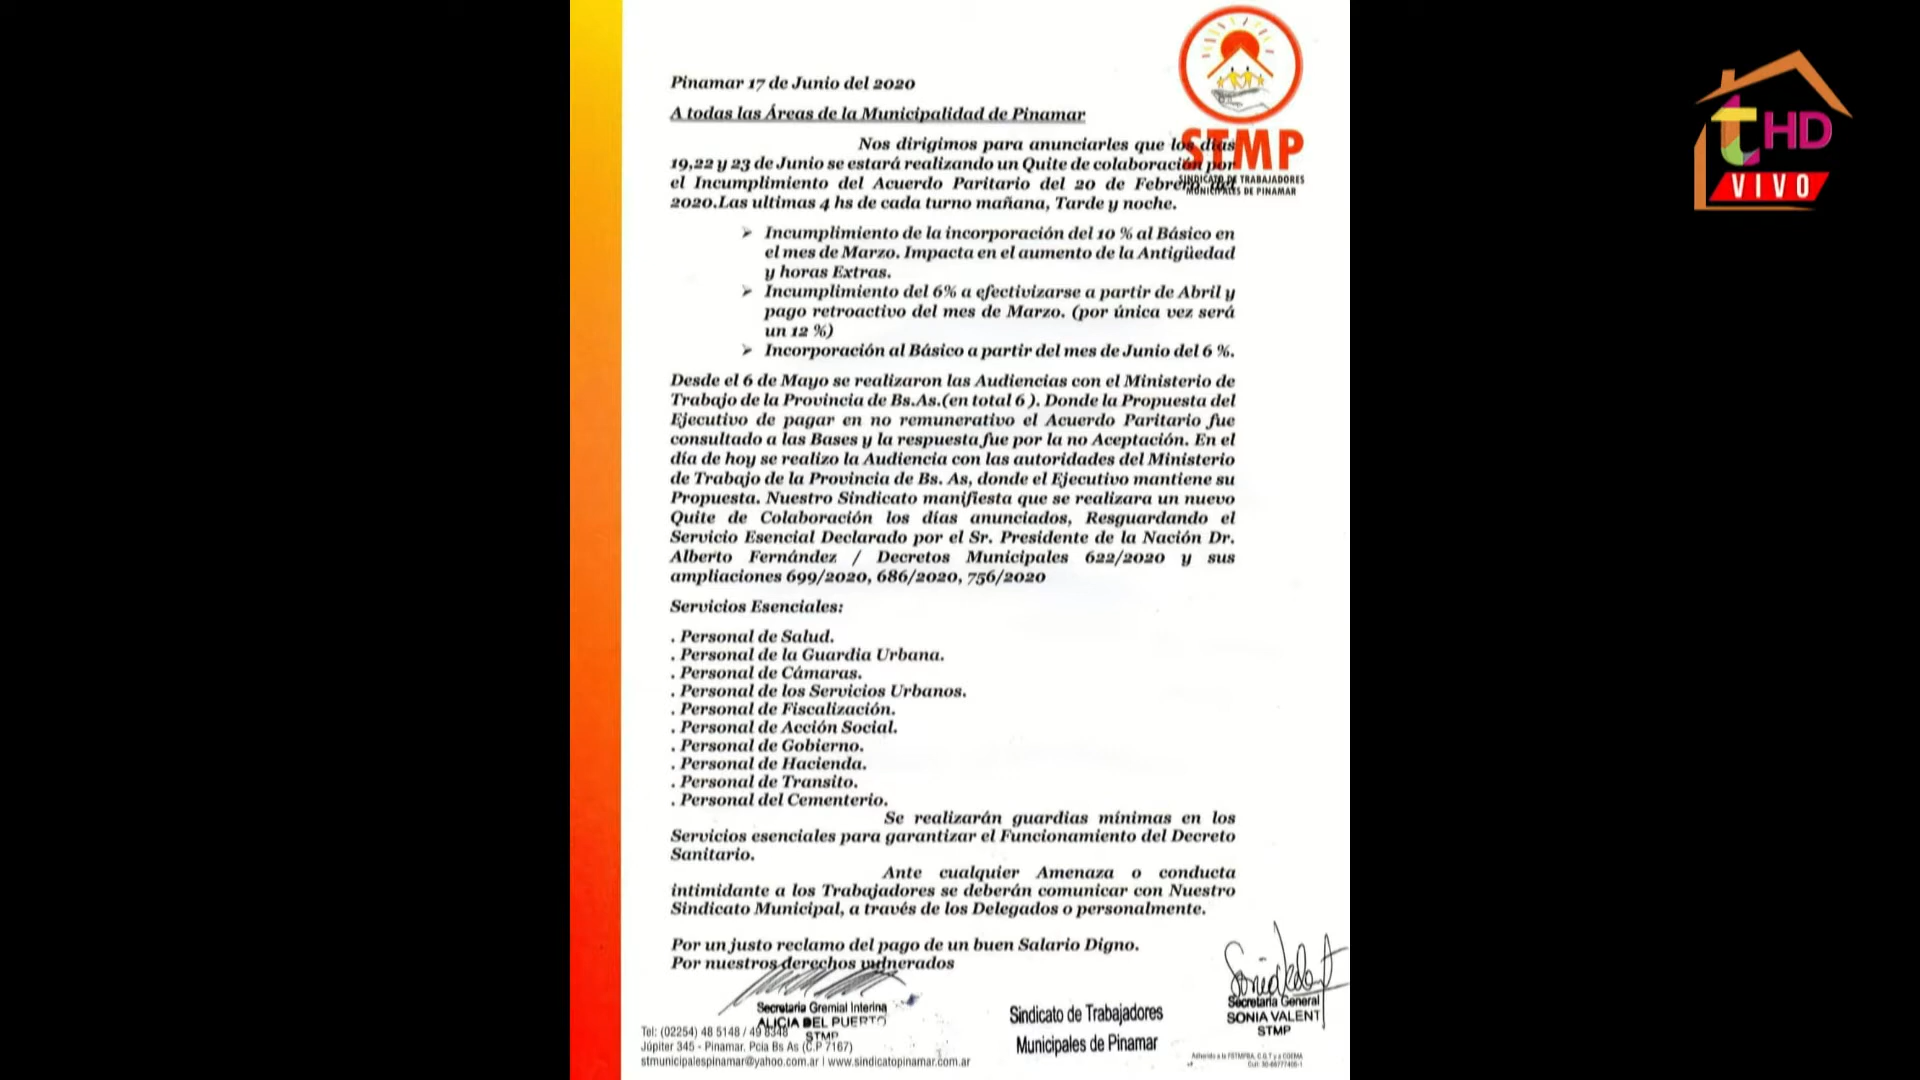 Pinamar 17 de Junio del 2020
A todas las Áreas de la Municipalidad de Pinamar
Nos dirigimos para anunciarles que los dias
19,22 y 23 de Junio se estará realizando un Quite de colaboración por
el Incumplimiento del Acuerdo Paritario del 20 de Febrero del
2020.Las ultimas 4 hs de cada turno mañana, Tarde y noche.
STMP
SINDICATO DE TRABAJADORES
MUNICIPALES DE PINAMAR
t HD
VIVO
➢ Incumplimiento de la incorporación del 10 % al Básico en
el mes de Marzo. Impacta en el aumento de la Antigüedad
y horas Extras.
➢ Incumplimiento del 6% a efectivizarse a partir de Abril y
pago retroactivo del mes de Marzo. (por única vez será
un 12 %)
➢ Incorporación al Básico a partir del mes de Junio del 6 %.
Desde el 6 de Mayo se realizaron las Audiencias con el Ministerio de
Trabajo de la Provincia de Bs.As.(en total 6 ). Donde la Propuesta del
Ejecutivo de pagar en no remunerativo el Acuerdo Paritario fue
consultado a las Bases y la respuesta fue por la no Aceptación. En el
día de hoy se realizo la Audiencia con las autoridades del Ministerio
de Trabajo de la Provincia de Bs. As, donde el Ejecutivo mantiene su
Propuesta. Nuestro Sindicato manifiesta que se realizara un nuevo
Quite de Colaboración los días anunciados, Resguardando el
Servicio Esencial Declarado por el Sr. Presidente de la Nación Dr.
Alberto Fernández / Decretos Municipales 622/2020 y sus
ampliaciones 699/2020, 686/2020, 756/2020
Servicios Esenciales:
. Personal de Salud.
. Personal de la Guardia Urbana.
. Personal de Cámaras.
. Personal de los Servicios Urbanos.
. Personal de Fiscalización.
. Personal de Acción Social.
. Personal de Gobierno.
. Personal de Hacienda.
. Personal de Transito.
. Personal del Cementerio.
Se realizarán guardias mínimas en los
Servicios esenciales para garantizar el Funcionamiento del Decreto
Sanitario.
Ante cualquier Amenaza o conducta
intimidante a los Trabajadores se deberán comunicar con Nuestro
Sindicato Municipal, a través de los Delegados o personalmente.
Por un justo reclamo del pago de un buen Salario Digno.
Por nuestros derechos vulnerados
Secretaria Gremial Interina
ALICIA DEL PUERTO
STMP
Sindicato de Trabajadores
Municipales de Pinamar
Secretaria General
SONIA VALENT
STMP
Tel: (02254) 48 5148 / 49 8348
Júpiter 345 - Pinamar. Pcia Bs As (C.P 7167)
stmunicipalespinamar@yahoo.com.ar | www.sindicatopinamar.com.ar